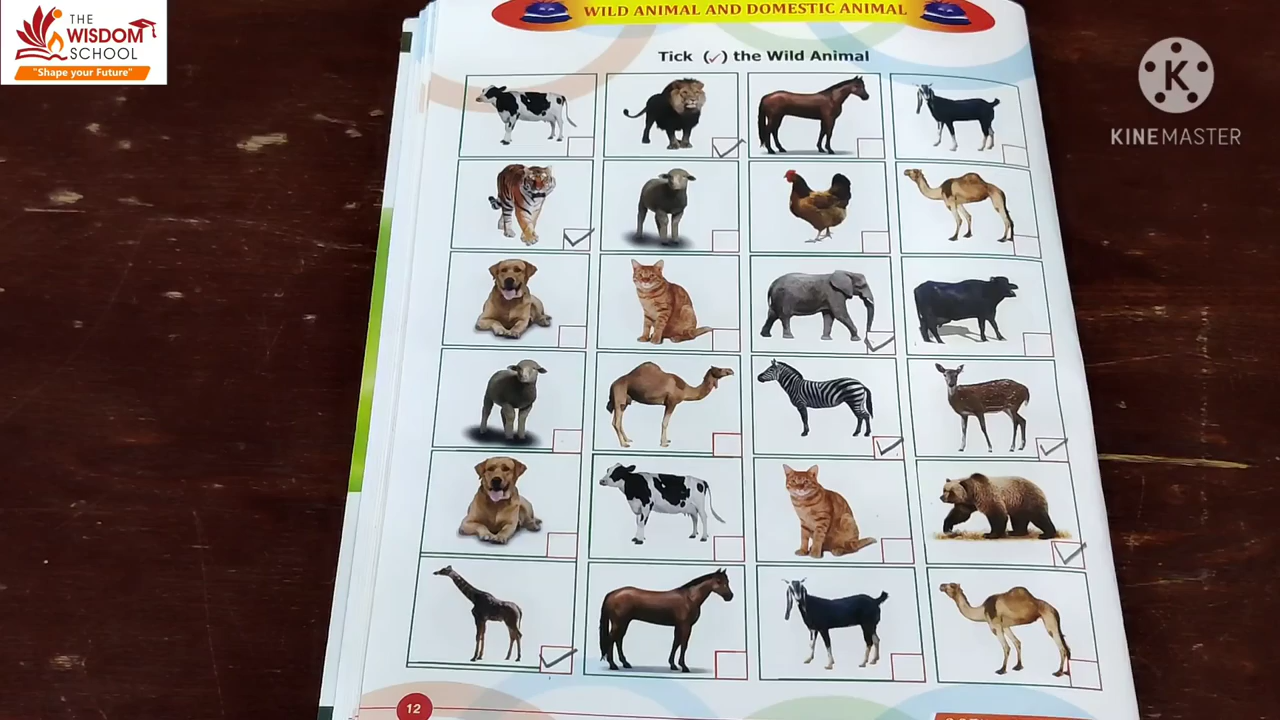 THE
WISDOM
SCHOOL
"Shape your Future"
WILD ANIMAL AND DOMESTIC ANIMAL
Tick (✓) the Wild Animal
K
KINEMASTER
12